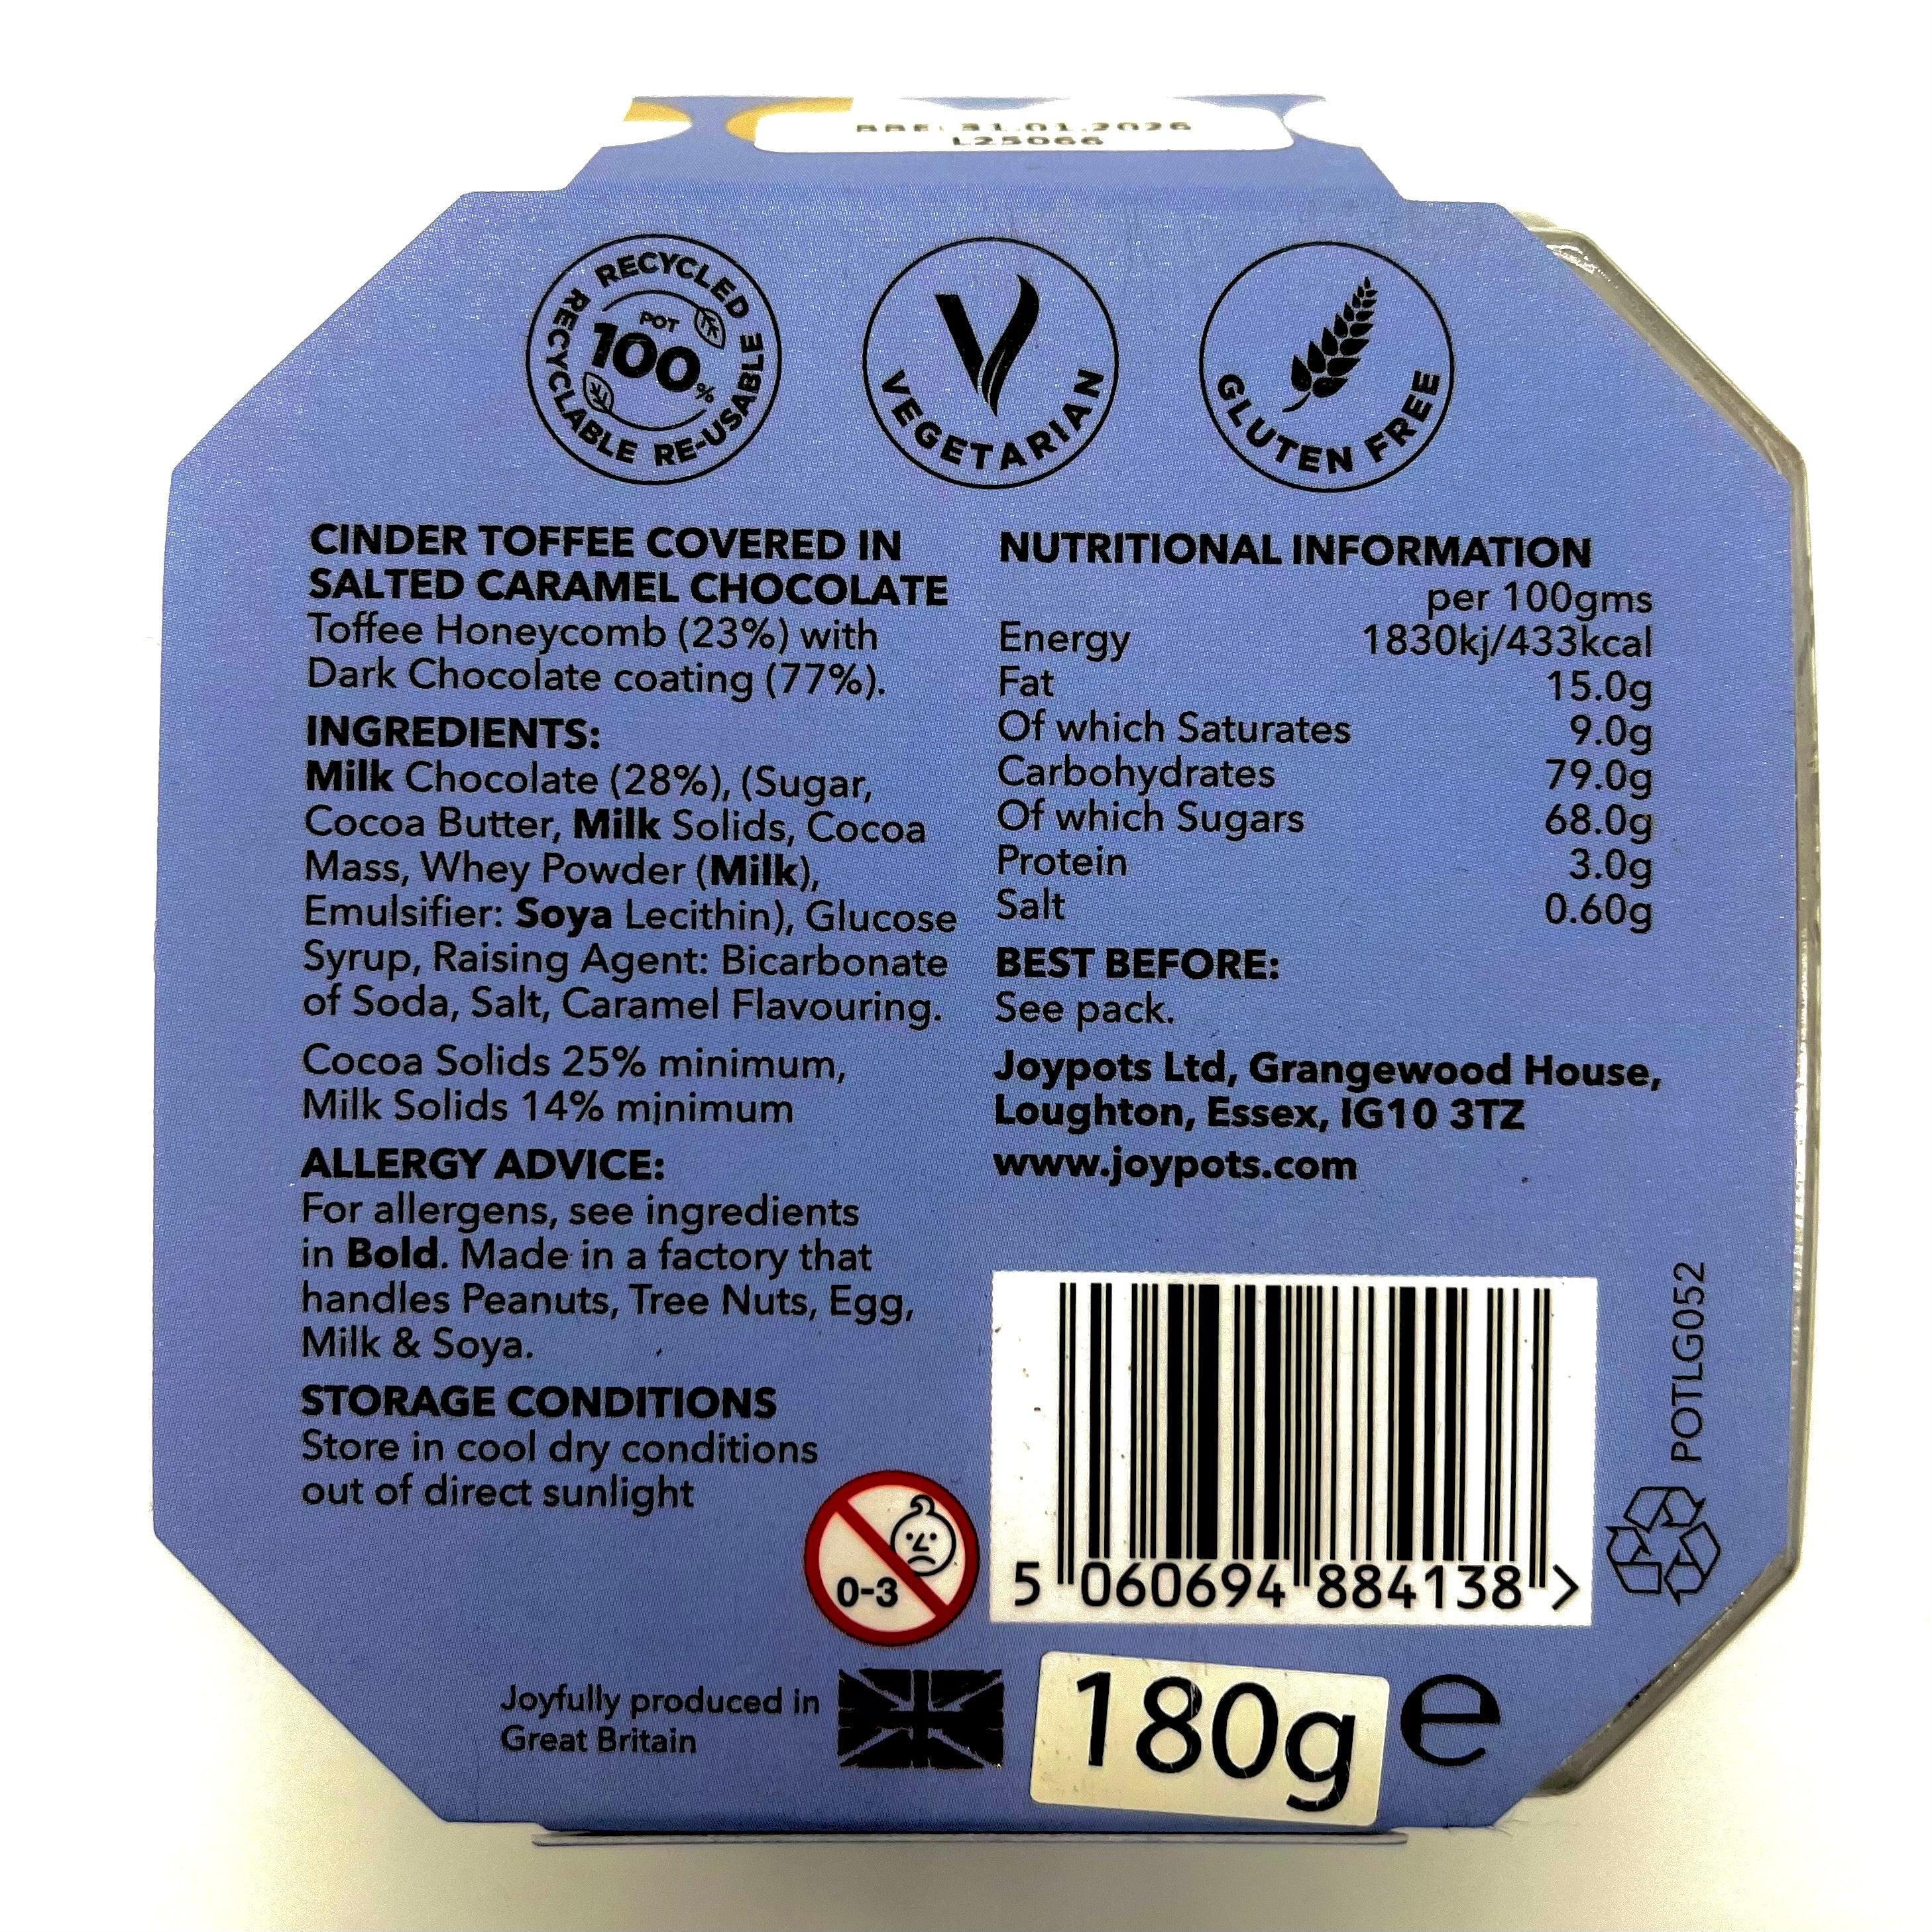 BBE: 31.01.2026
L25066
RECYCLED RE-USABLE RECYCLABLE
POT
100%
VEGETARIAN
GLUTEN FREE
CINDER TOFFEE COVERED IN
SALTED CARAMEL CHOCOLATE
Toffee Honeycomb (23%) with
Dark Chocolate coating (77%).
INGREDIENTS:
Milk Chocolate (28%), (Sugar,
Cocoa Butter, Milk Solids, Cocoa
Mass, Whey Powder (Milk),
Emulsifier: Soya Lecithin), Glucose
Syrup, Raising Agent: Bicarbonate
of Soda, Salt, Caramel Flavouring.
Cocoa Solids 25% minimum,
Milk Solids 14% minimum
ALLERGY ADVICE:
For allergens, see ingredients
in Bold. Made in a factory that
handles Peanuts, Tree Nuts, Egg,
Milk & Soya.
STORAGE CONDITIONS
Store in cool dry conditions
out of direct sunlight
0-3
Joyfully produced in
Great Britain
NUTRITIONAL INFORMATION
per 100gms
Energy 1830kj/433kcal
Fat 15.0g
Of which Saturates 9.0g
Carbohydrates 79.0g
Of which Sugars 68.0g
Protein 3.0g
Salt 0.60g
BEST BEFORE:
See pack.
Joypots Ltd, Grangewood House,
Loughton, Essex, IG10 3TZ
www.joypots.com
5 060694 884138 >
POTLG052
180g e